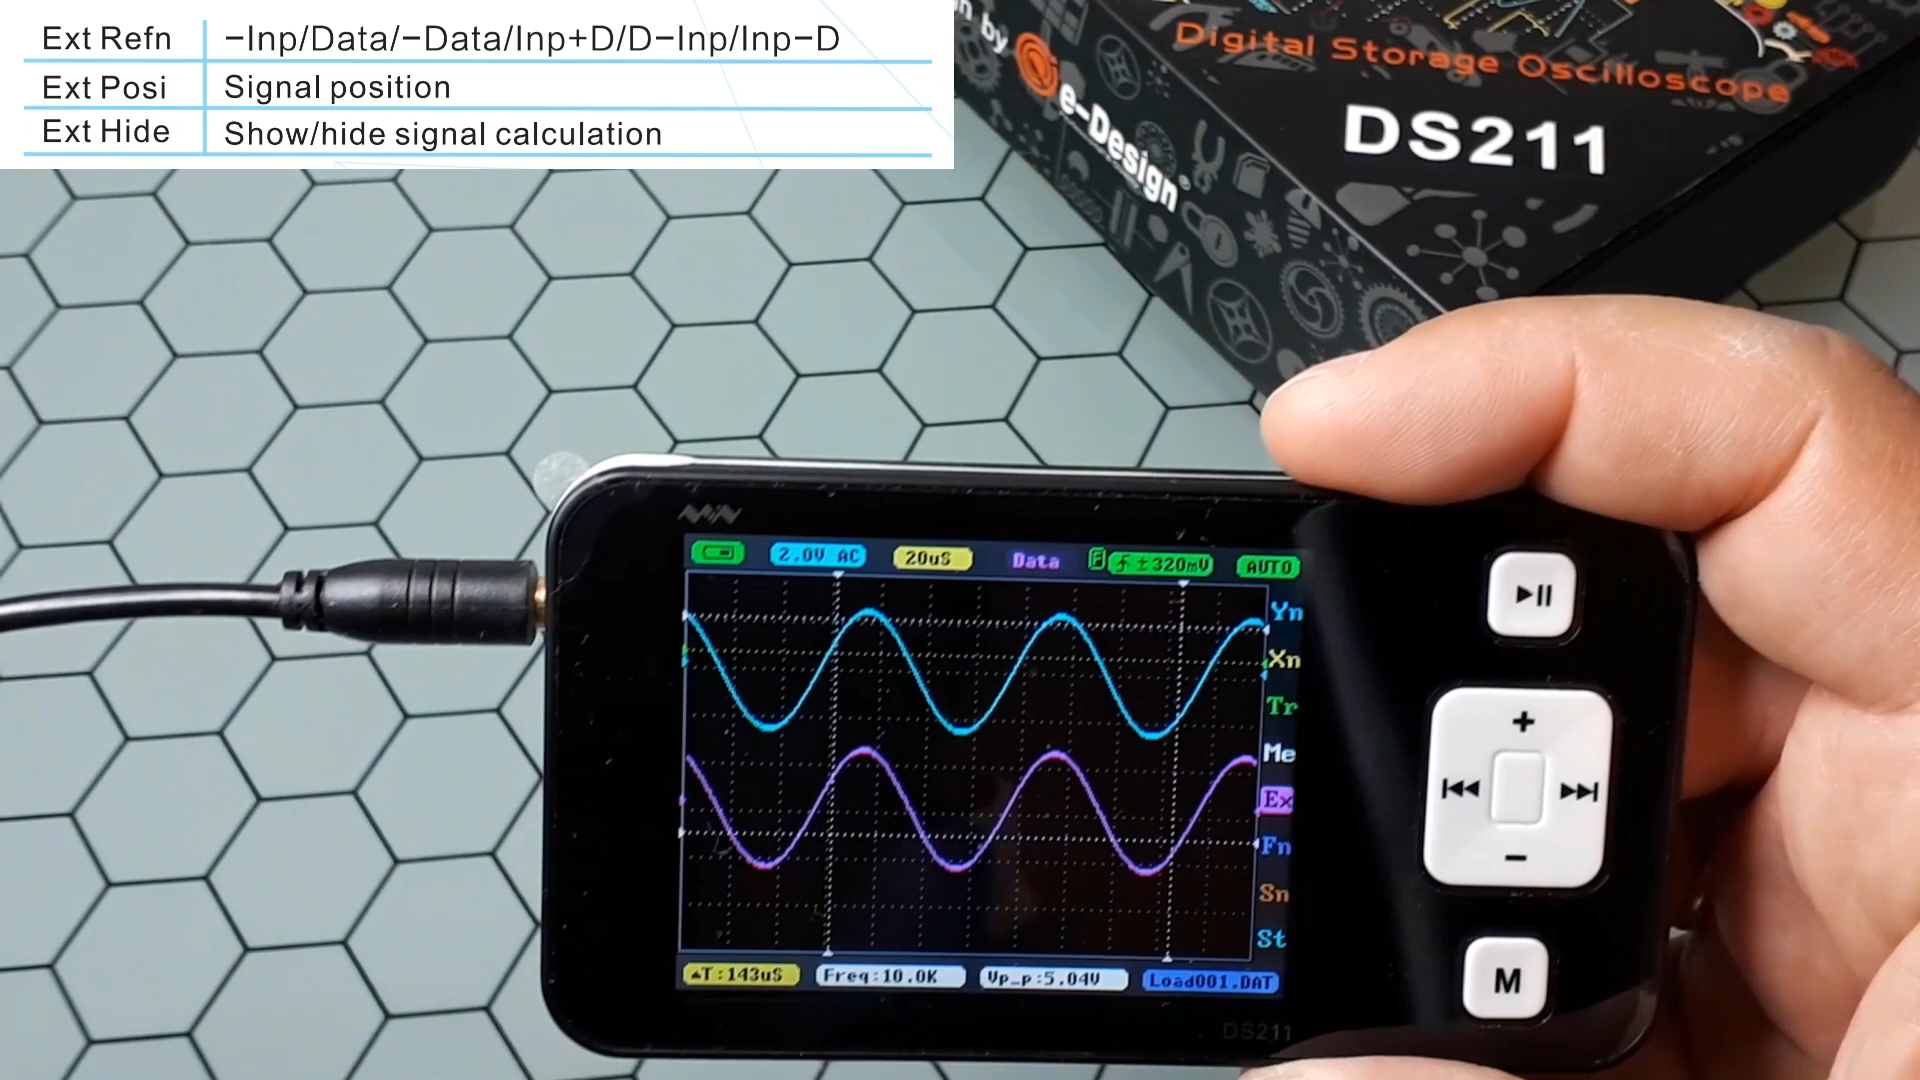 Ext Refn −Inp/Data/−Data/Inp+D/D−Inp/Inp−D
Ext Posi Signal position
Ext Hide Show/hide signal calculation
by
e-Design®
Digital Storage Oscilloscope
DS211
MiNi
2.0V AC 20uS Data F ±320mV AUTO
Yn
Xn
Tr
Me
Ex
Fn
Sn
St
▲T:143uS Freq:10.0K Vp_p:5.04V Load001.DAT
DS211
+
−
M